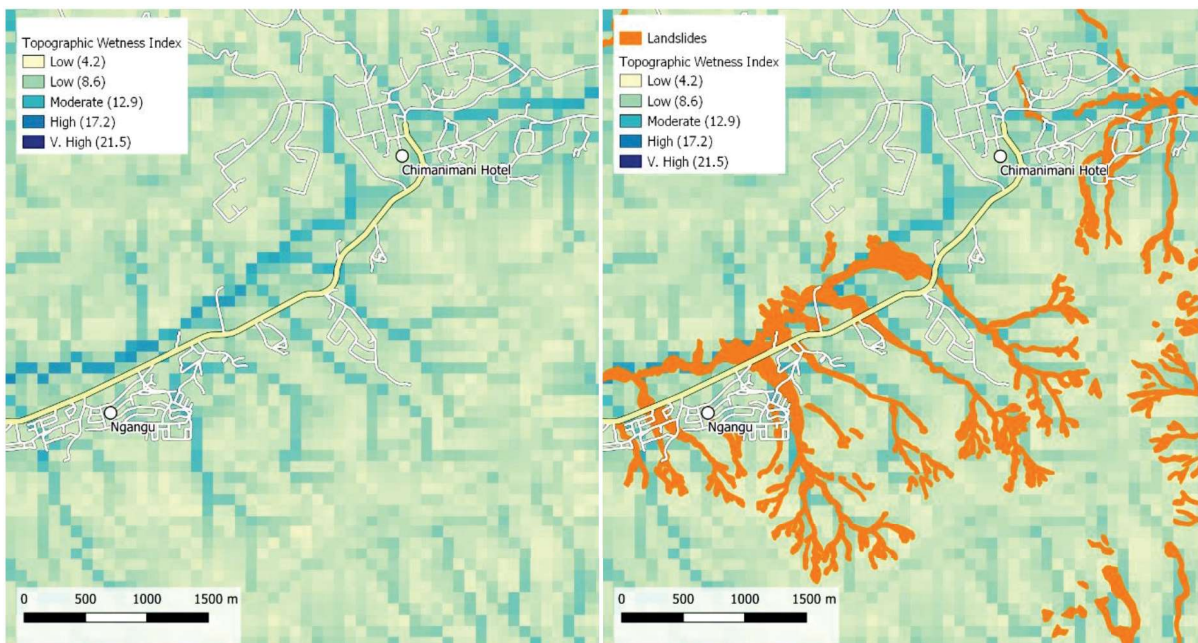 Topographic Wetness Index
Low (4.2)
Low (8.6)
Moderate (12.9)
High (17.2)
V. High (21.5)
Chimanimani Hotel
Ngangu
0 500 1000 1500 m
Landslides
Topographic Wetness Index
Low (4.2)
Low (8.6)
Moderate (12.9)
High (17.2)
V. High (21.5)
Chimanimani Hotel
Ngangu
0 500 1000 1500 m